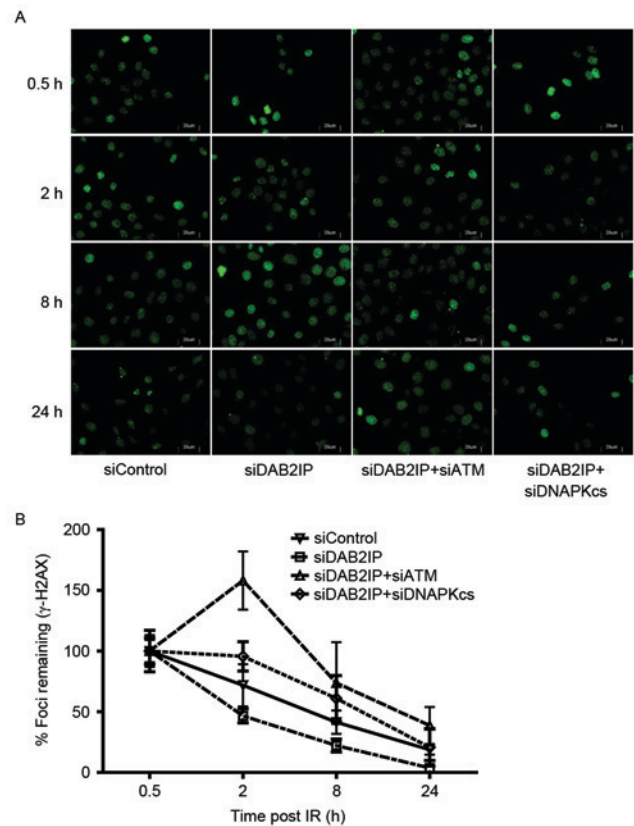 A
0.5 h
2 h
8 h
24 h
siControl
siDAB2IP
siDAB2IP+siATM
siDAB2IP+
siDNAPKcs
B
siControl
siDAB2IP
siDAB2IP+siATM
siDAB2IP+siDNAPKcs
% Foci remaining (γ-H2AX)
200
150
100
50
0
0.5
2
8
24
Time post IR (h)